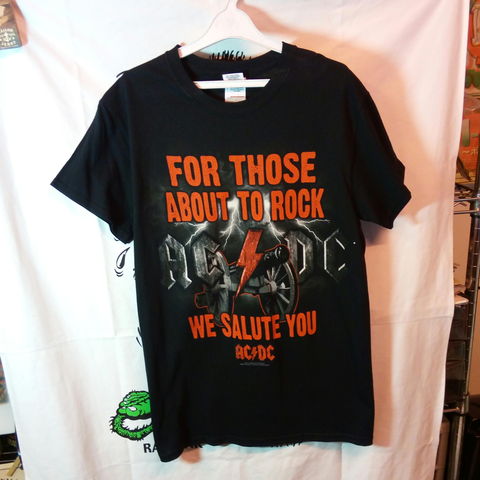 FOR THOSE
ABOUT TO ROCK
AC DC
WE SALUTE YOU
AC⚡DC